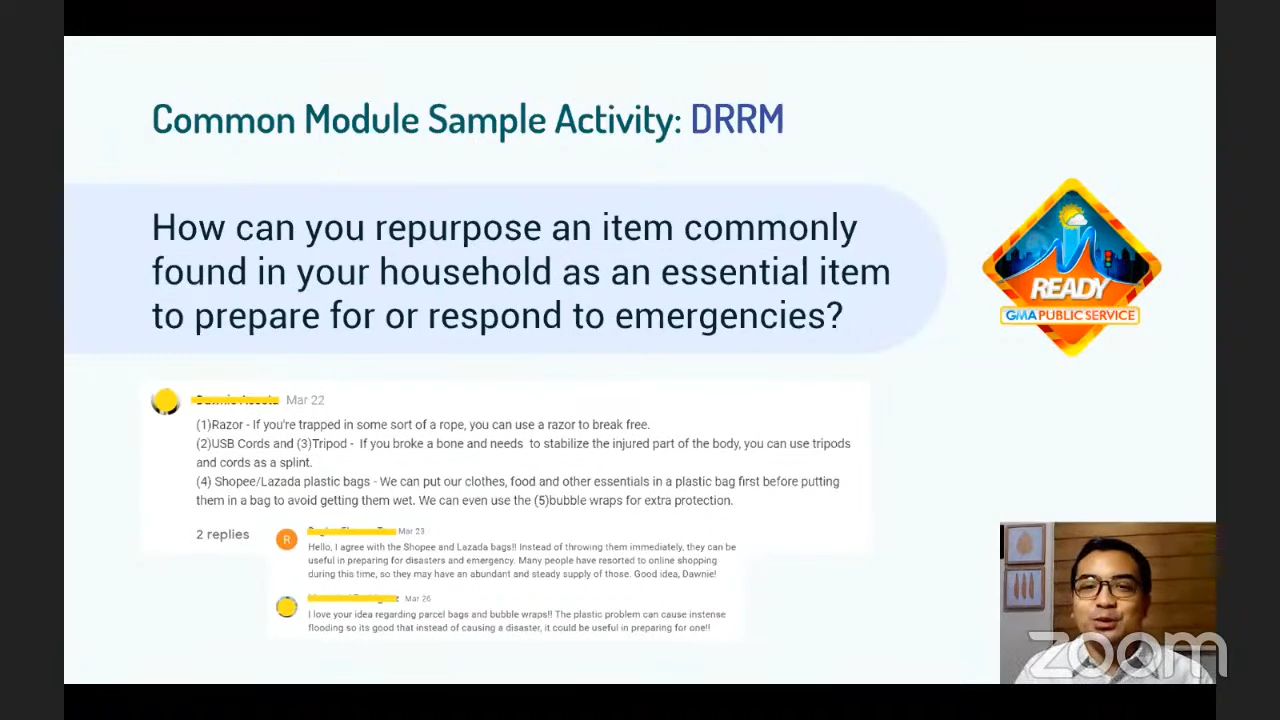 Common Module Sample Activity: DRRM
How can you repurpose an item commonly
found in your household as an essential item
to prepare for or respond to emergencies?
READY
GMA PUBLIC SERVICE
Mar 22
(1)Razor - If you're trapped in some sort of a rope, you can use a razor to break free.
(2)USB Cords and (3)Tripod - If you broke a bone and needs to stabilize the injured part of the body, you can use tripods
and cords as a splint.
(4) Shopee/Lazada plastic bags - We can put our clothes, food and other essentials in a plastic bag first before putting
them in a bag to avoid getting them wet. We can even use the (5)bubble wraps for extra protection.
2 replies
R
Mar 23
Hello, I agree with the Shopee and Lazada bags!! Instead of throwing them immediately, they can be
useful in preparing for disasters and emergency. Many people have resorted to online shopping
during this time, so they may have an abundant and steady supply of those. Good idea, Dawnie!
Mar 26
I love your idea regarding parcel bags and bubble wraps!! The plastic problem can cause instense
flooding so its good that instead of causing a disaster, it could be useful in preparing for one!!
zoom